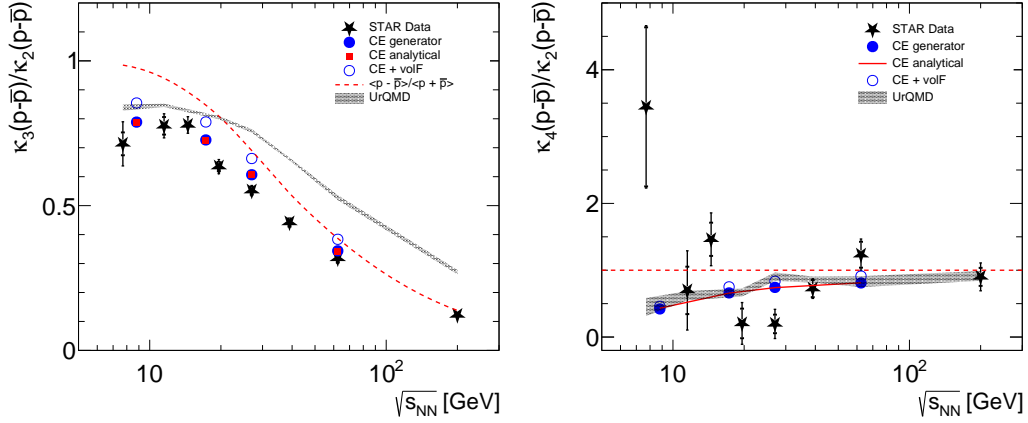 κ₃(p-p̅)/κ₂(p-p̅)
1
0.5
0
STAR Data
CE generator
CE analytical
CE + volF
<p - p̅>/<p + p̅>
UrQMD
10
10²
√s_NN [GeV]
κ₄(p-p̅)/κ₂(p-p̅)
4
2
0
STAR Data
CE generator
CE analytical
CE + volF
UrQMD
10
10²
√s_NN [GeV]